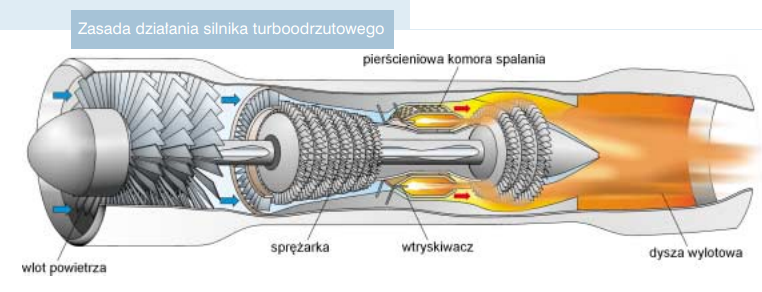 Zasada działania silnika turboodrzutowego
pierścieniowa komora spalania
sprężarka
wtryskiwacz
dysza wylotowa
wlot powietrza